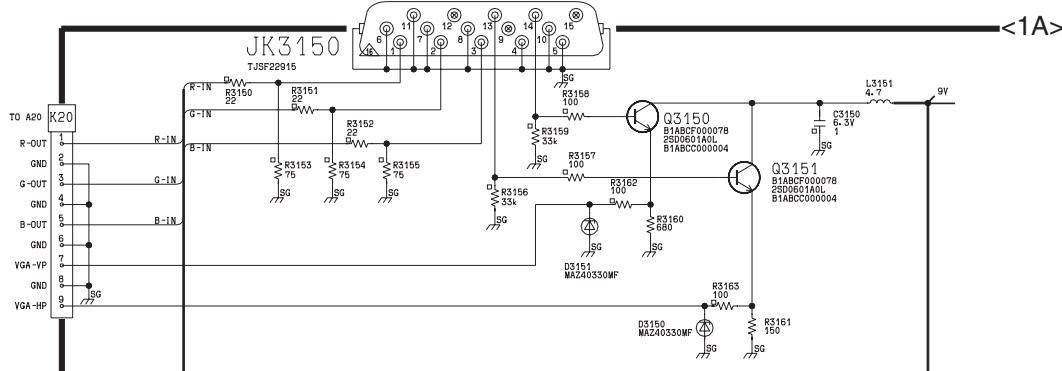 <1A>
11 12 13 14 15
6 7 8 9 10
1 2 3 4 5
JK3150
TJSF22915
SG
R-IN
R3150
22
R3151
22
G-IN
R3152
22
B-IN
R3158
100
L3151
4.7
9V
TO A20
K20
1
R-OUT
R-IN
2
GND
3
G-OUT
G-IN
4
GND
5
B-OUT
B-IN
6
GND
7
VGA-VP
8
GND
SG
9
VGA-HP
R3153
75
SG
R3154
75
SG
R3155
75
SG
R3159
33k
SG
Q3150
B1ABCF000078
2SD0601A0L
B1ABCC000004
C3150
6.3V
1
SG
R3157
100
Q3151
B1ABCF000078
2SD0601A0L
B1ABCC000004
R3156
33k
SG
R3162
100
SG
D3151
MAZ40330MF
R3160
680
SG
R3163
100
D3150
MAZ40330MF
SG
R3161
150
SG